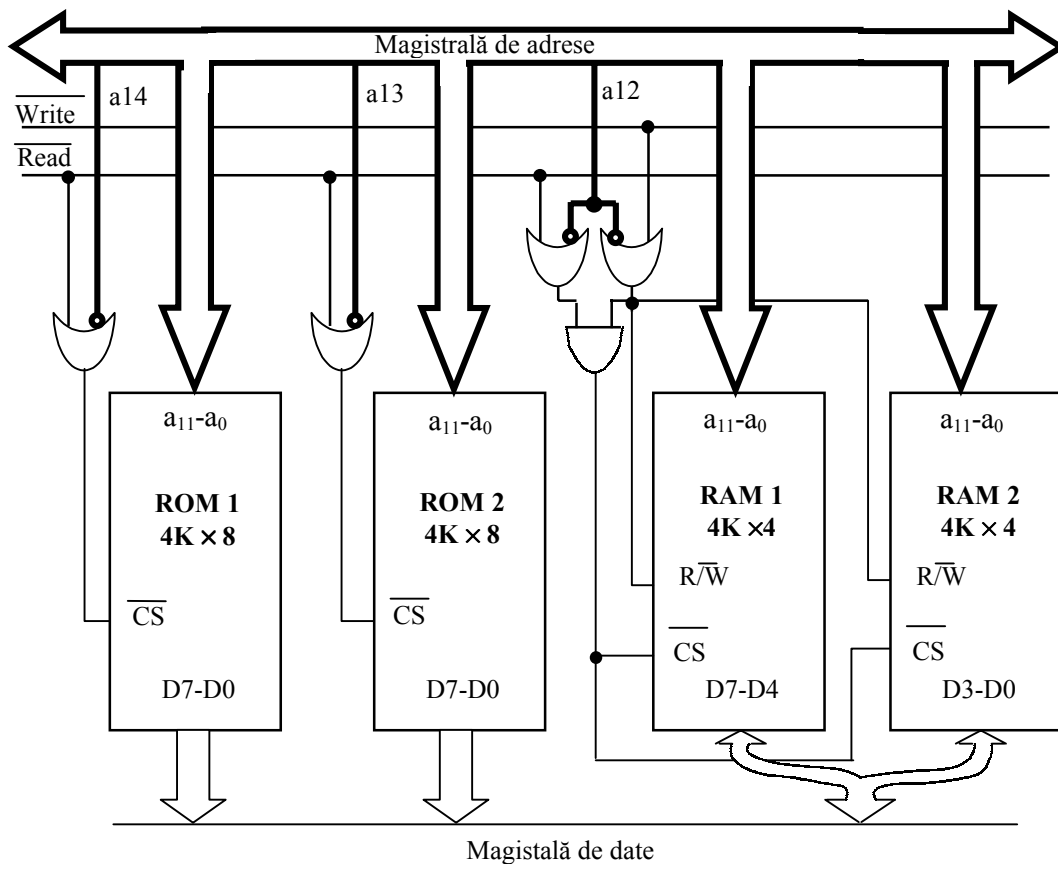 Magistrală de adrese
a14
a13
a12
Write
Read
a11-a0
ROM 1
4K × 8
CS
D7-D0
a11-a0
ROM 2
4K × 8
CS
D7-D0
a11-a0
RAM 1
4K ×4
R/W
CS
D7-D4
a11-a0
RAM 2
4K × 4
R/W
CS
D3-D0
Magistală de date